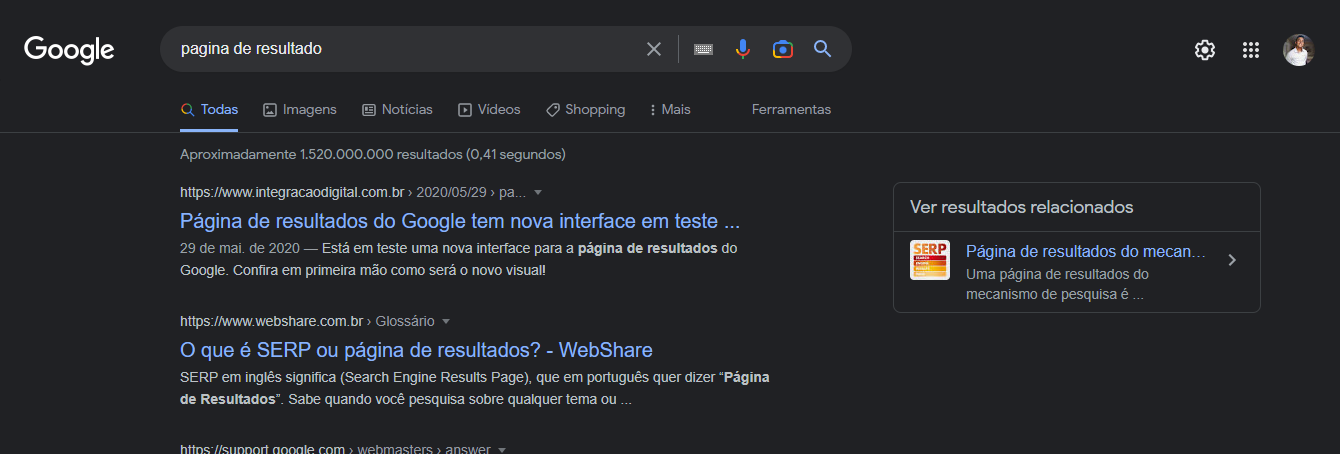 Google
pagina de resultado
Todas
Imagens
Notícias
Vídeos
Shopping
Mais
Ferramentas
Aproximadamente 1.520.000.000 resultados (0,41 segundos)
https://www.integracaodigital.com.br › 2020/05/29 › pa...
Página de resultados do Google tem nova interface em teste ...
29 de mai. de 2020 — Está em teste uma nova interface para a página de resultados do
Google. Confira em primeira mão como será o novo visual!
https://www.webshare.com.br › Glossário
O que é SERP ou página de resultados? - WebShare
SERP em inglês significa (Search Engine Results Page), que em português quer dizer “Página
de Resultados”. Sabe quando você pesquisa sobre qualquer tema ou ...
https://support.google.com › webmasters › answer
Ver resultados relacionados
SERP
Página de resultados do mecan...
Uma página de resultados do
mecanismo de pesquisa é ...